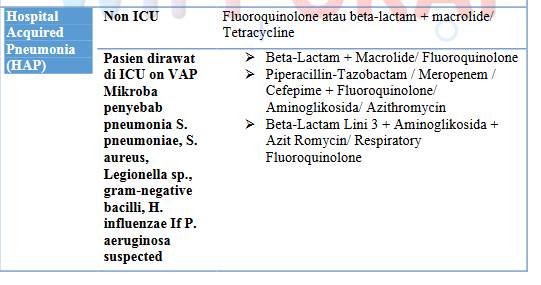 Hospital
Acquired
Pneumonia
(HAP)
Non ICU
Fluoroquinolone atau beta-lactam + macrolide/
Tetracycline
Pasien dirawat
di ICU on VAP
Mikroba
penyebab
pneumonia S.
pneumoniae, S.
aureus,
Legionella sp.,
gram-negative
bacilli, H.
influenzae If P.
aeruginosa
suspected
➢ Beta-Lactam + Macrolide/ Fluoroquinolone
➢ Piperacillin-Tazobactam / Meropenem /
Cefepime + Fluoroquinolone/
Aminoglikosida/ Azithromycin
➢ Beta-Lactam Lini 3 + Aminoglikosida +
Azit Romycin/ Respiratory
Fluoroquinolone